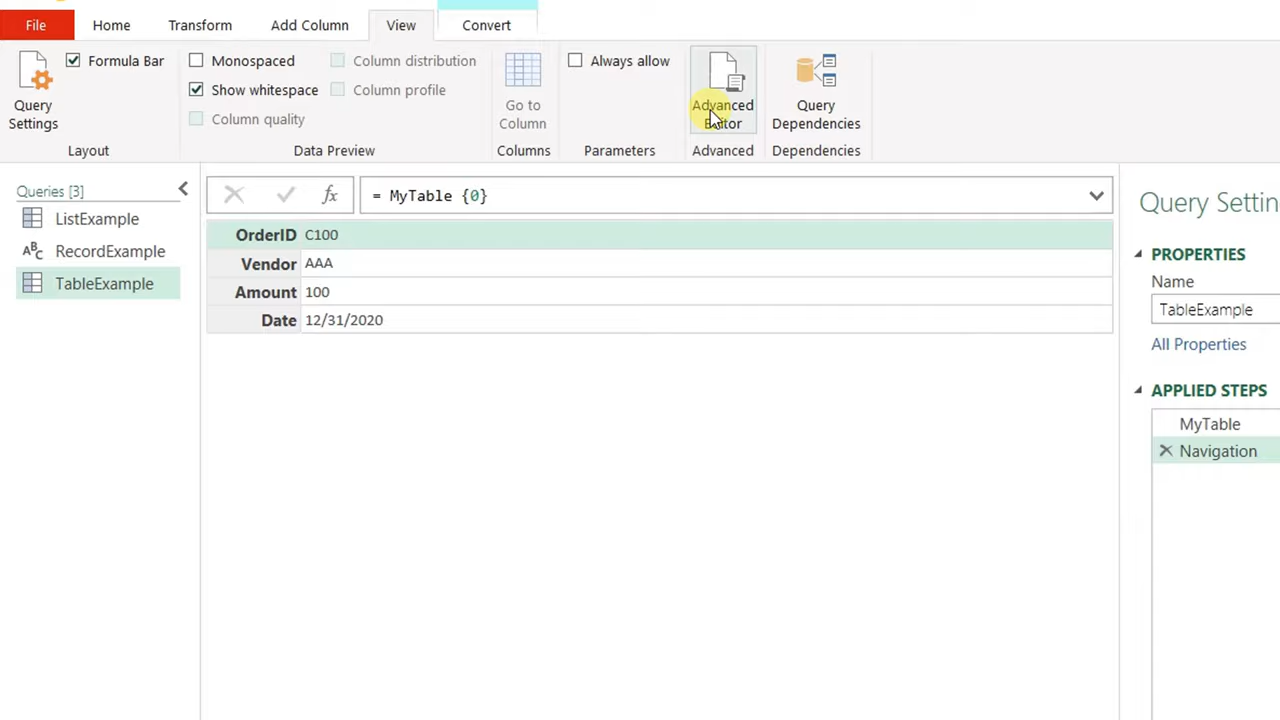 File Home Transform Add Column View Convert
Formula Bar Monospaced Column distribution Always allow
Show whitespace Column profile
Column quality
Query Settings
Go to Column
Advanced Editor
Query Dependencies
Layout Data Preview Columns Parameters Advanced Dependencies
Queries [3]
ListExample
ABC RecordExample
TableExample
fx = MyTable {0}
OrderID C100
Vendor AAA
Amount 100
Date 12/31/2020
Query Settin
PROPERTIES
Name
TableExample
All Properties
APPLIED STEPS
MyTable
Navigation